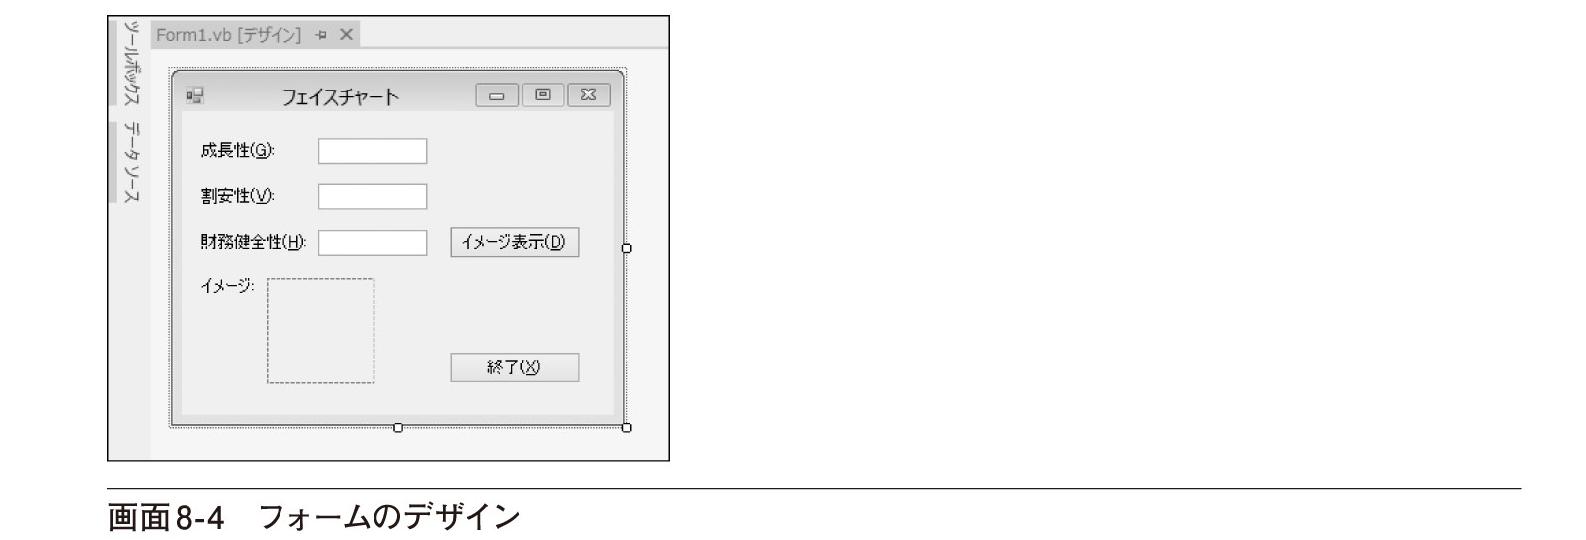 Form1.vb [デザイン]
ツールボックス
データ ソース
フェイスチャート
成長性(G):
割安性(V):
財務健全性(H):
イメージ表示(D)
イメージ:
終了(X)
画面8-4 フォームのデザイン